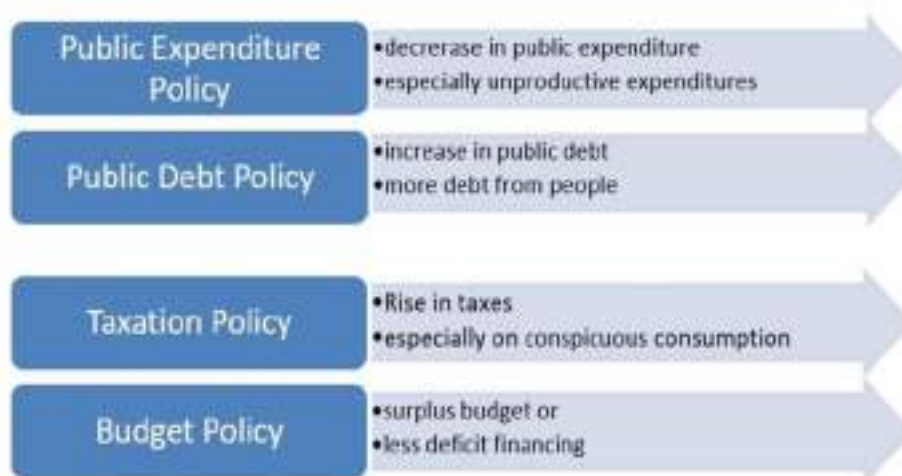 Public Expenditure
Policy
•decrerase in public expenditure
•especially unproductive expenditures
Public Debt Policy
•increase in public debt
•more debt from people
Taxation Policy
•Rise in taxes
•especially on conspicuous consumption
Budget Policy
•surplus budget or
•less deficit financing